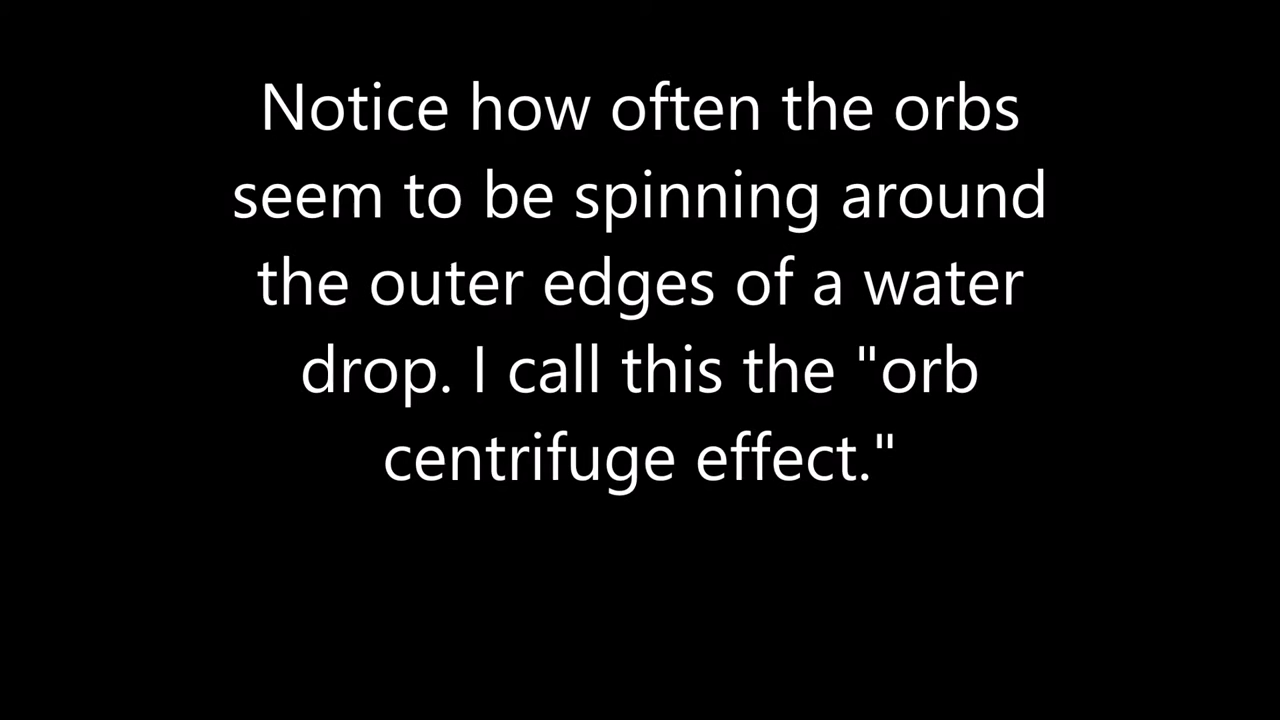 Notice how often the orbs
seem to be spinning around
the outer edges of a water
drop. I call this the "orb
centrifuge effect."